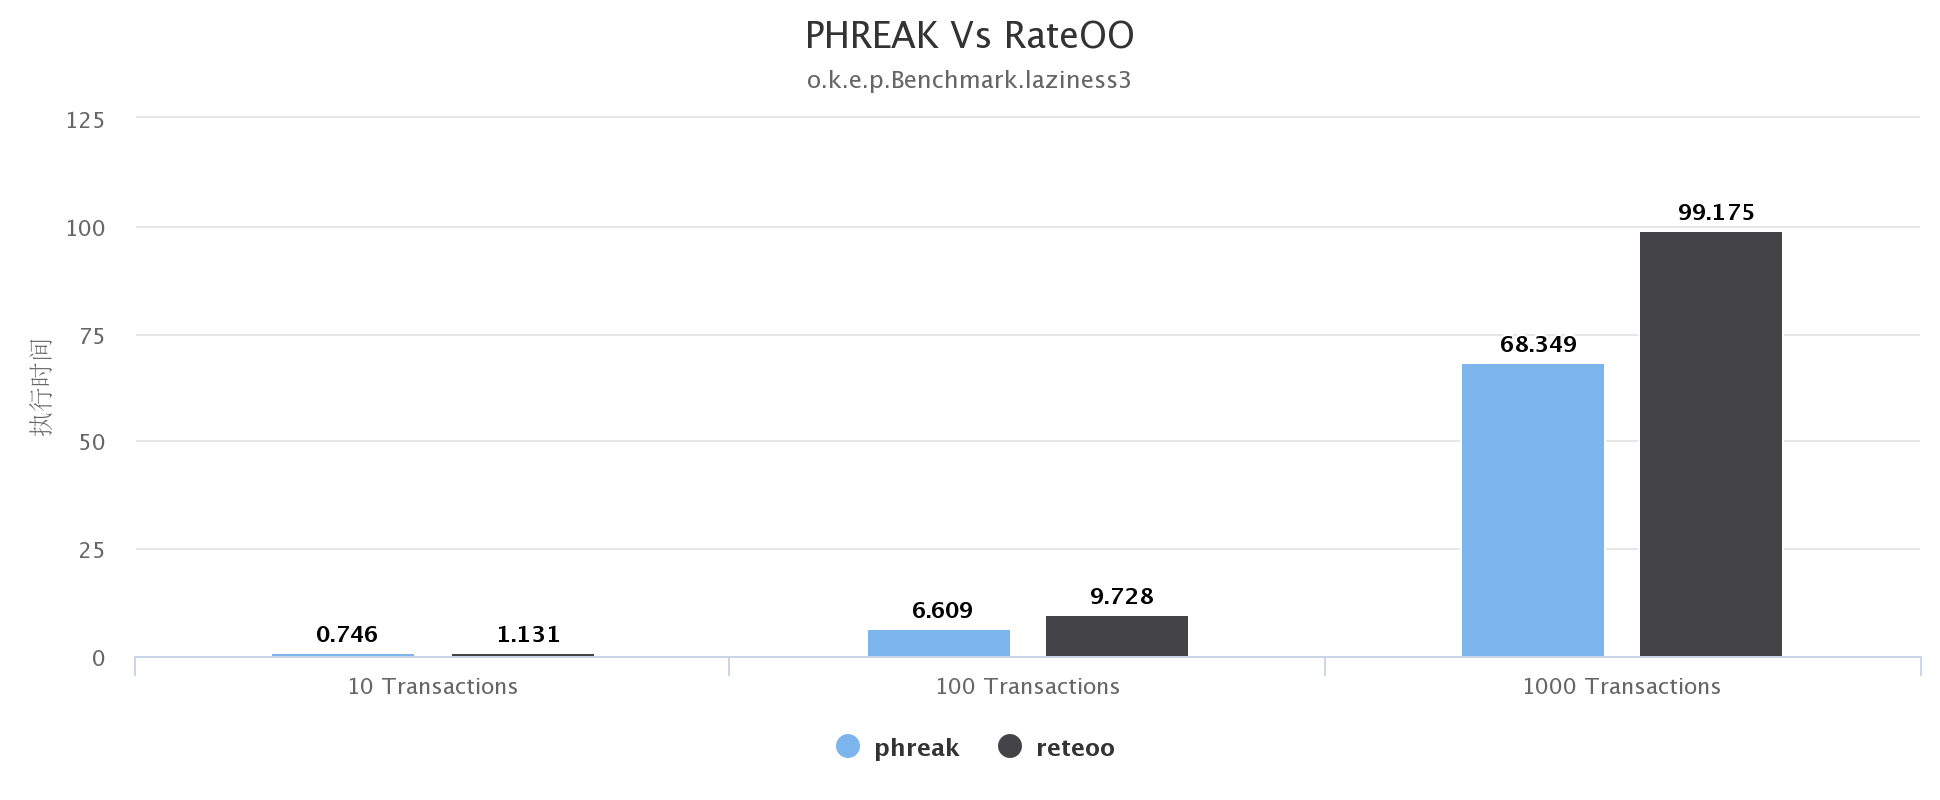 PHREAK Vs RateOO
o.k.e.p.Benchmark.laziness3
执行时间
125
100
75
50
25
0
0.746
1.131
6.609
9.728
68.349
99.175
10 Transactions
100 Transactions
1000 Transactions
phreak
reteoo